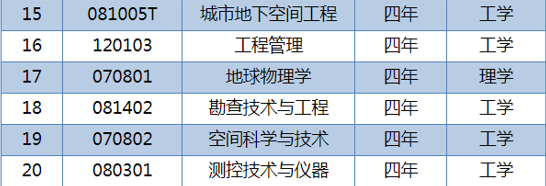 15 081005T 城市地下空间工程 四年 工学
16 120103 工程管理 四年 工学
17 070801 地球物理学 四年 理学
18 081402 勘查技术与工程 四年 工学
19 070802 空间科学与技术 四年 工学
20 080301 测控技术与仪器 四年 工学